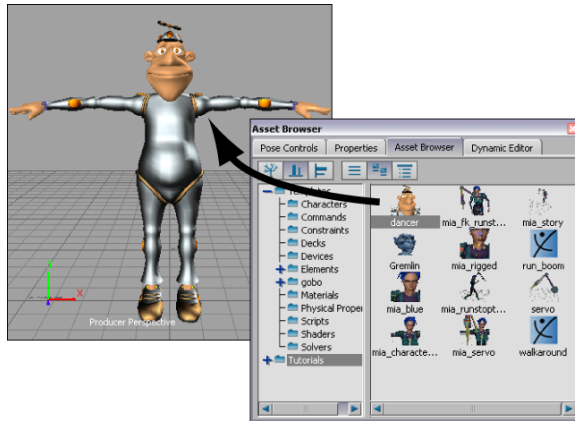 Asset Browser
Pose Controls Properties Asset Browser Dynamic Editor
Templates
Characters
Commands
Constraints
Decks
Devices
Elements
gobo
Materials
Physical Proper
Scripts
Shaders
Solvers
Tutorials
dancer mia_fk_runst... mia_story
Gremlin mia_rigged run_boom
mia_blue mia_runstopt... servo
mia_characte... mia_servo walkaround
X
Producer Perspective